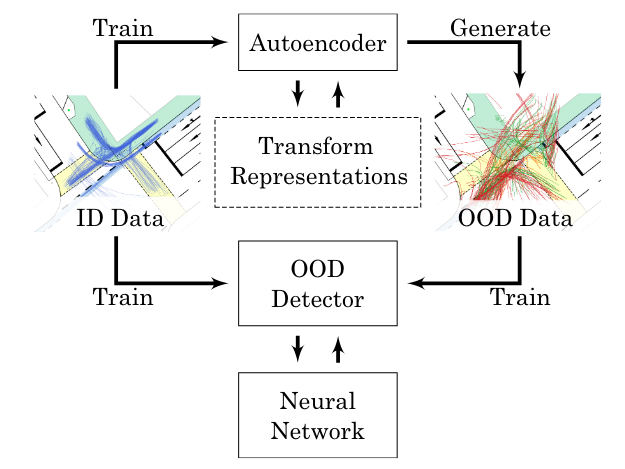 Train
Autoencoder
Generate
Transform
Representations
ID Data
OOD Data
Train
OOD
Detector
Train
Neural
Network